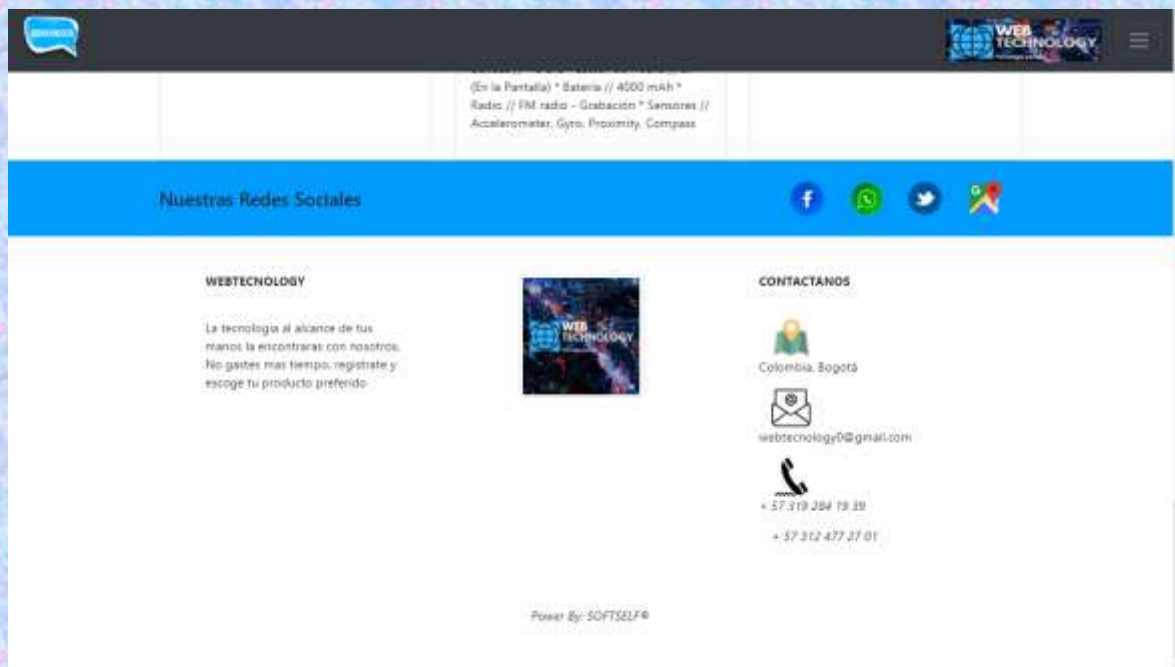 WEB
TECHNOLOGY
(En la Pantalla) * Bateria // 4000 mAh *
Radio // FM radio - Grabación * Sensores //
Accelerometer, Gyro, Proximity, Compass
Nuestras Redes Sociales
WEBTECNOLOGY
La tecnologia al alcance de tus
manos la encontraras con nosotros.
No gastes mas tiempo, registrate y
escoge tu producto preferido
WEB
TECHNOLOGY
CONTACTANOS
Colombia, Bogotá
webtecnology0@gmail.com
+ 57 319 284 19 39
+ 57 312 477 27 01
Power By: SOFTSELF®